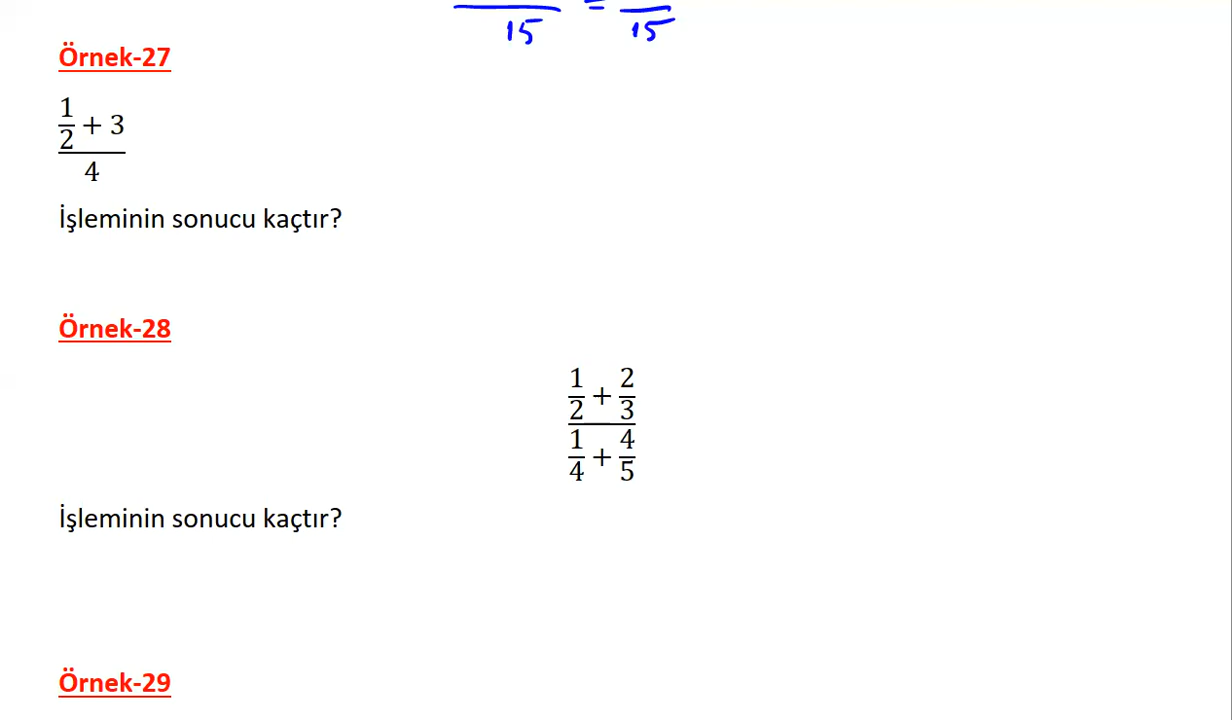 15 = 15
Örnek-27
1/2 + 3
4
İşleminin sonucu kaçtır?
Örnek-28
1/2 + 2/3
1/4 + 4/5
İşleminin sonucu kaçtır?
Örnek-29